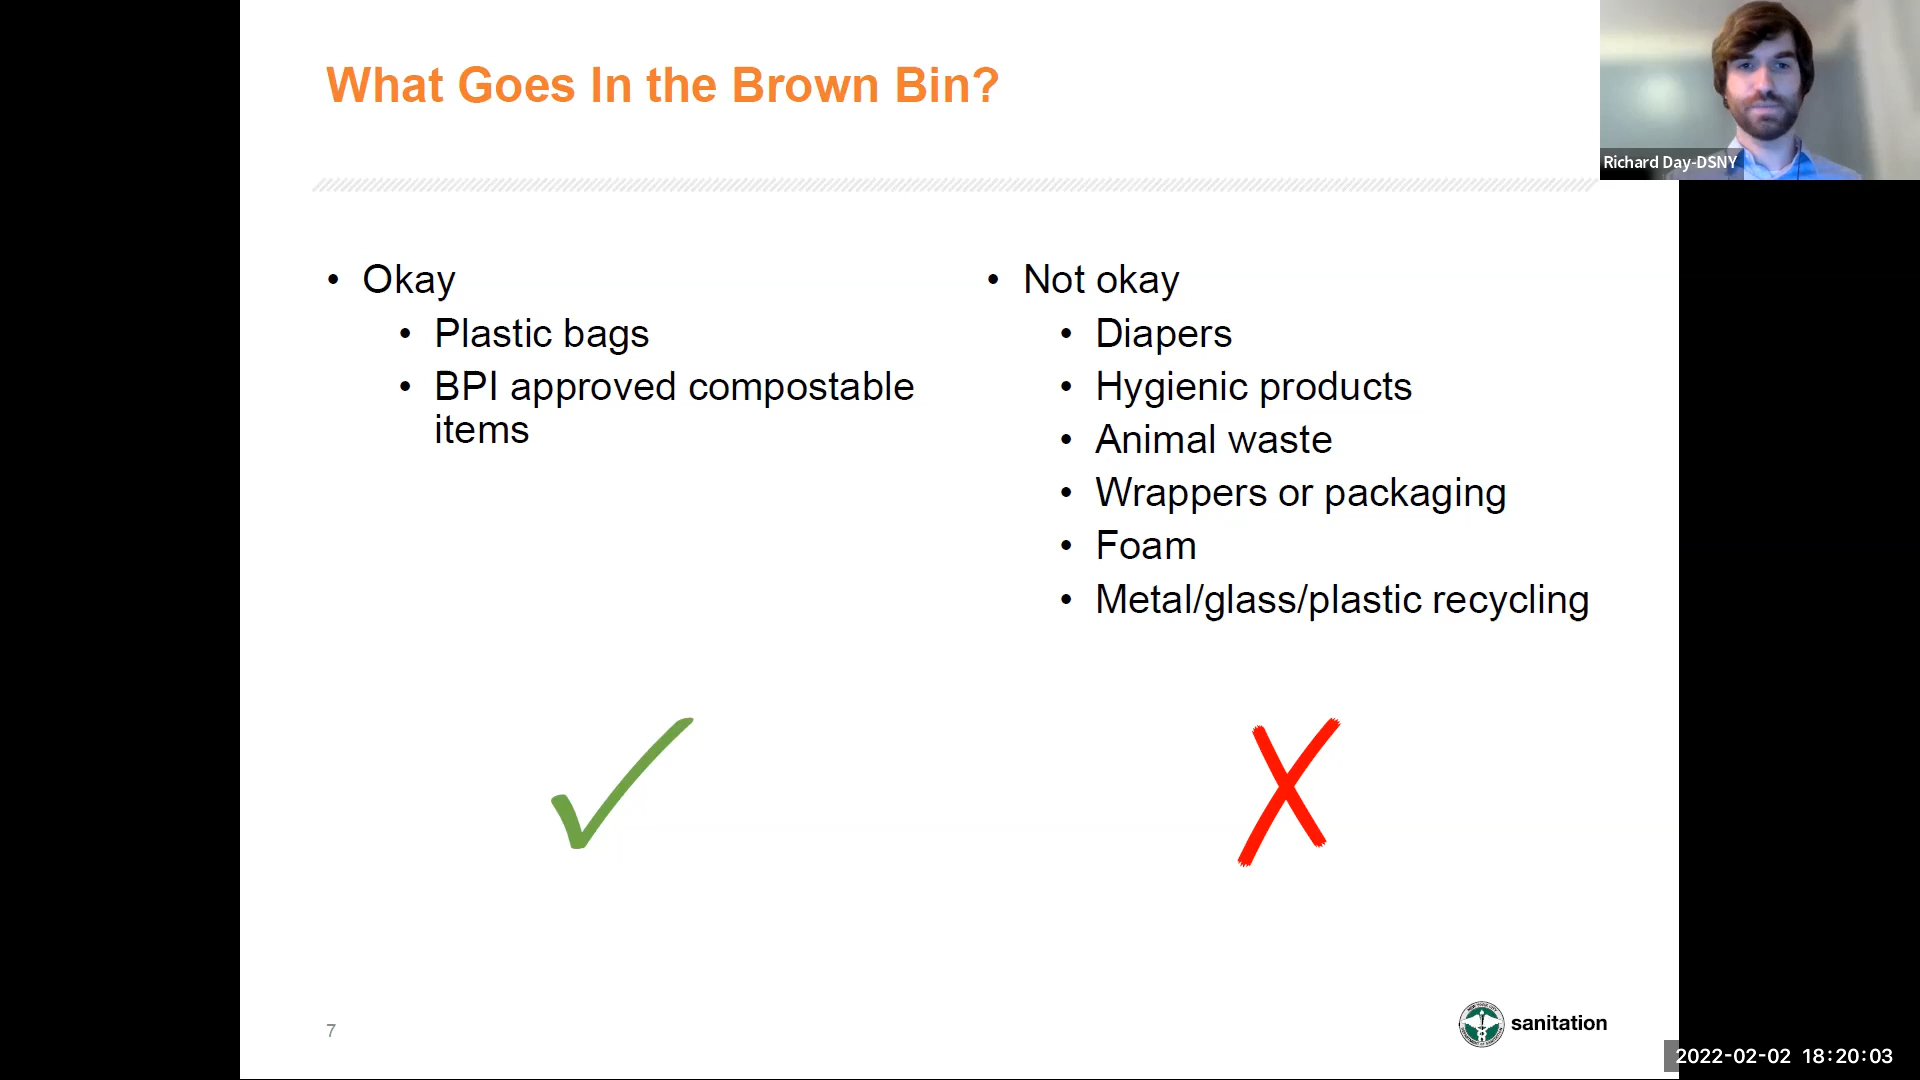 What Goes In the Brown Bin?
Richard Day-DSNY
• Okay
• Plastic bags
• BPI approved compostable
items
• Not okay
• Diapers
• Hygienic products
• Animal waste
• Wrappers or packaging
• Foam
• Metal/glass/plastic recycling
7
sanitation
2022-02-02 18:20:03